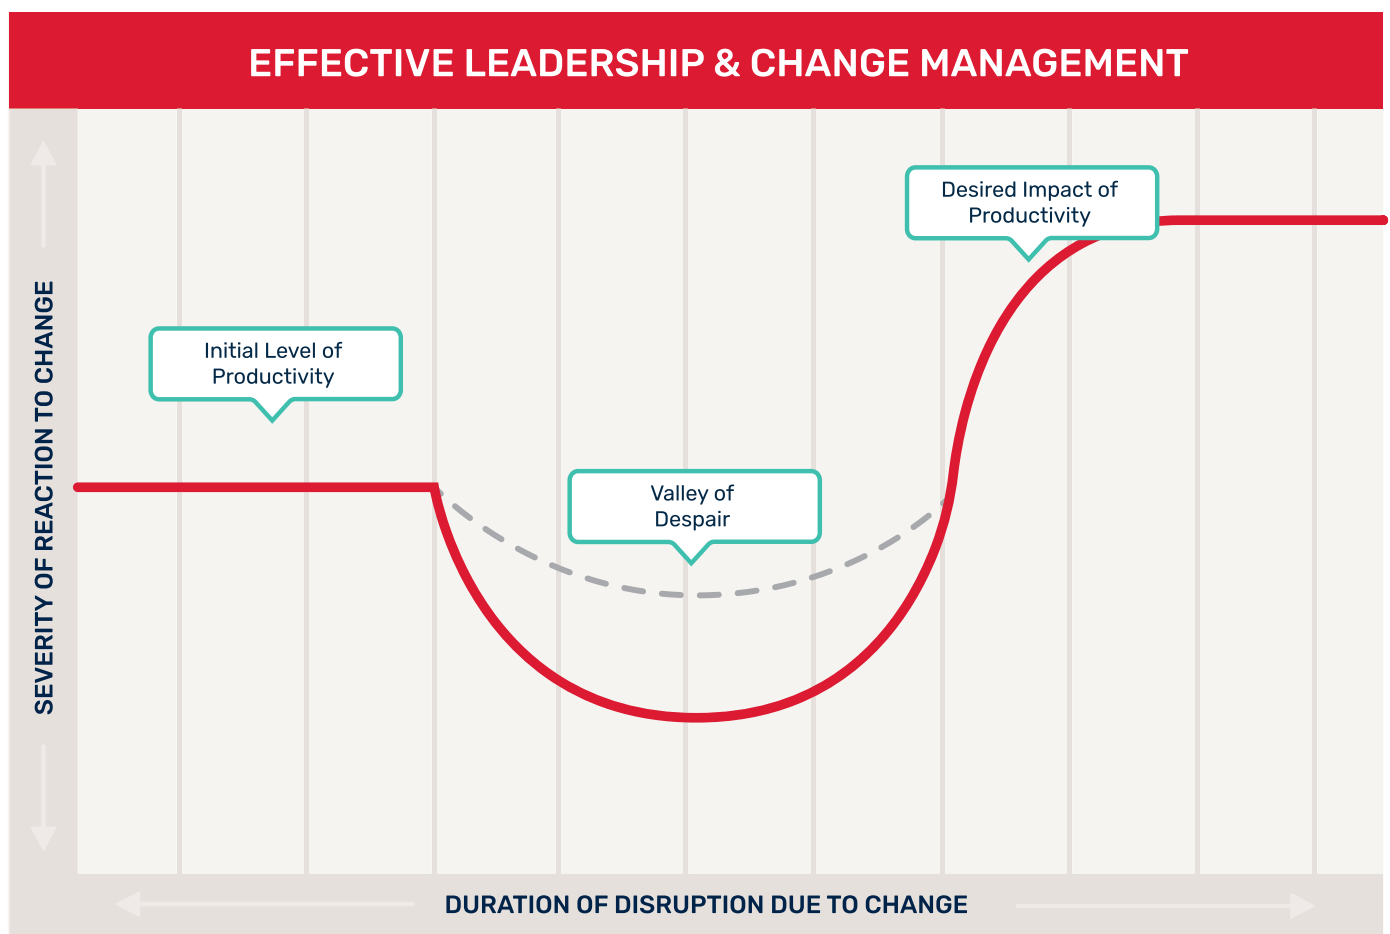 EFFECTIVE LEADERSHIP & CHANGE MANAGEMENT
Desired Impact of
Productivity
Initial Level of
Productivity
Valley of
Despair
SEVERITY OF REACTION TO CHANGE
DURATION OF DISRUPTION DUE TO CHANGE